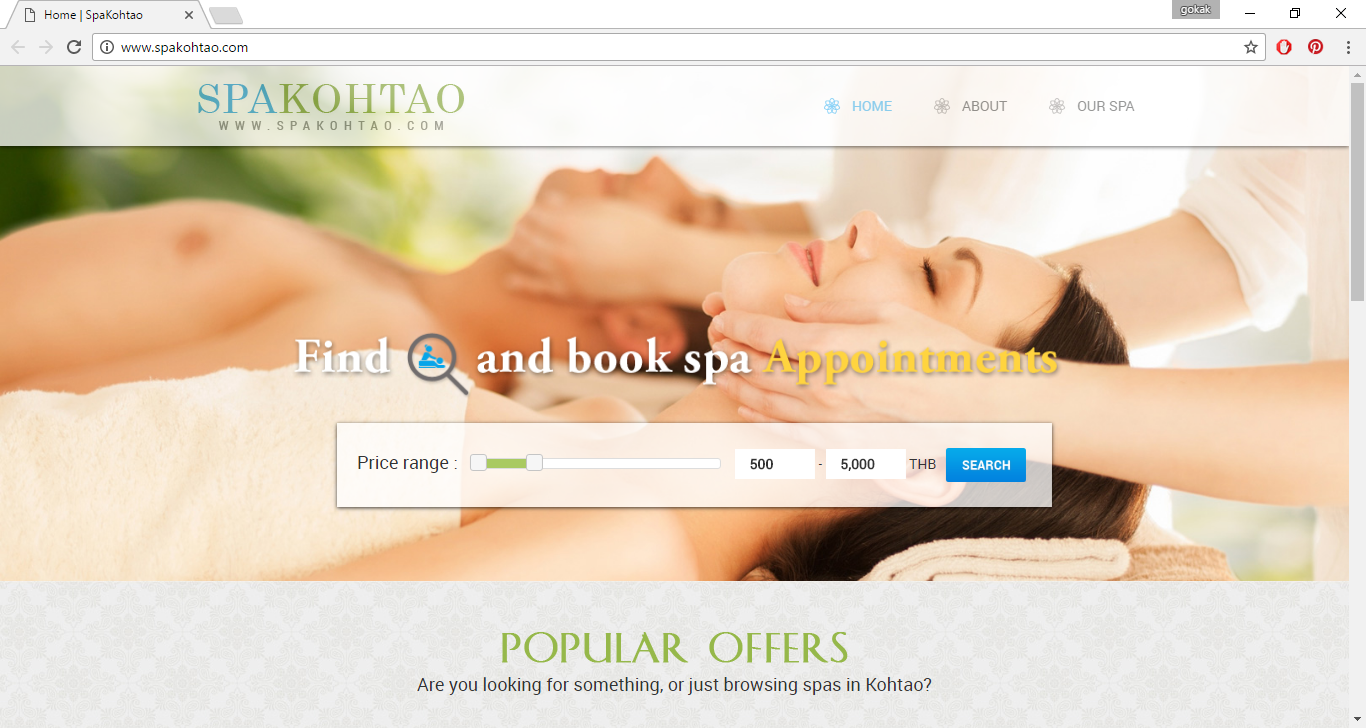 Home | SpaKohtao
gokak
www.spakohtao.com
SPAKOHTAO
WWW.SPAKOHTAO.COM
HOME
ABOUT
OUR SPA
Find and book spa Appointments
Price range :
500 - 5,000 THB SEARCH
POPULAR OFFERS
Are you looking for something, or just browsing spas in Kohtao?